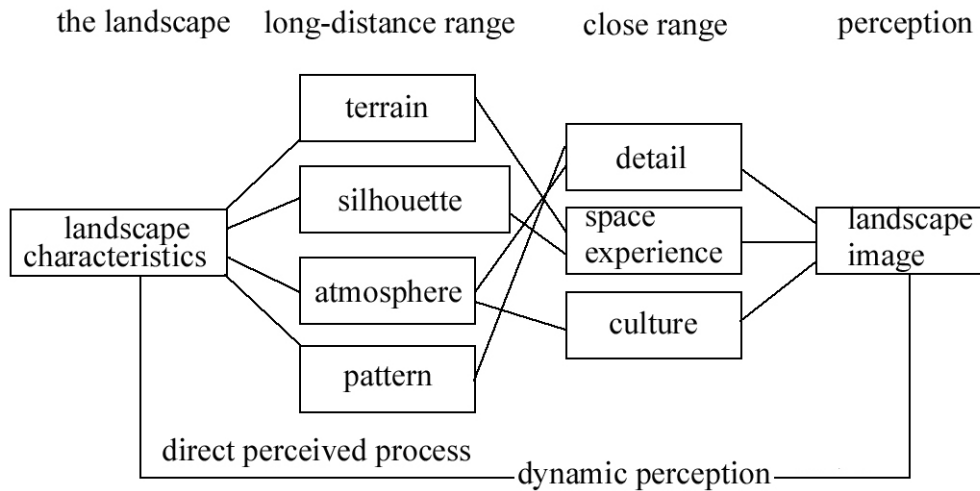 the landscape
long-distance range
close range
perception
terrain
silhouette
atmosphere
pattern
landscape
characteristics
detail
space
experience
culture
landscape
image
direct perceived process
dynamic perception